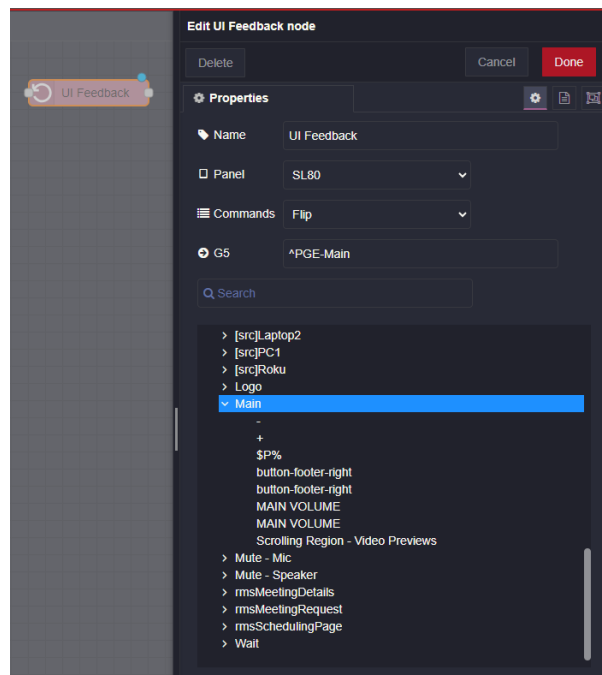 Edit UI Feedback node
Delete
Cancel
Done
UI Feedback
Properties
Name
UI Feedback
Panel
SL80
Commands
Flip
G5
^PGE-Main
Search
[src]Laptop2
[src]PC1
[src]Roku
Logo
Main
-
+
$P%
button-footer-right
button-footer-right
MAIN VOLUME
MAIN VOLUME
Scrolling Region - Video Previews
Mute - Mic
Mute - Speaker
rmsMeetingDetails
rmsMeetingRequest
rmsSchedulingPage
Wait